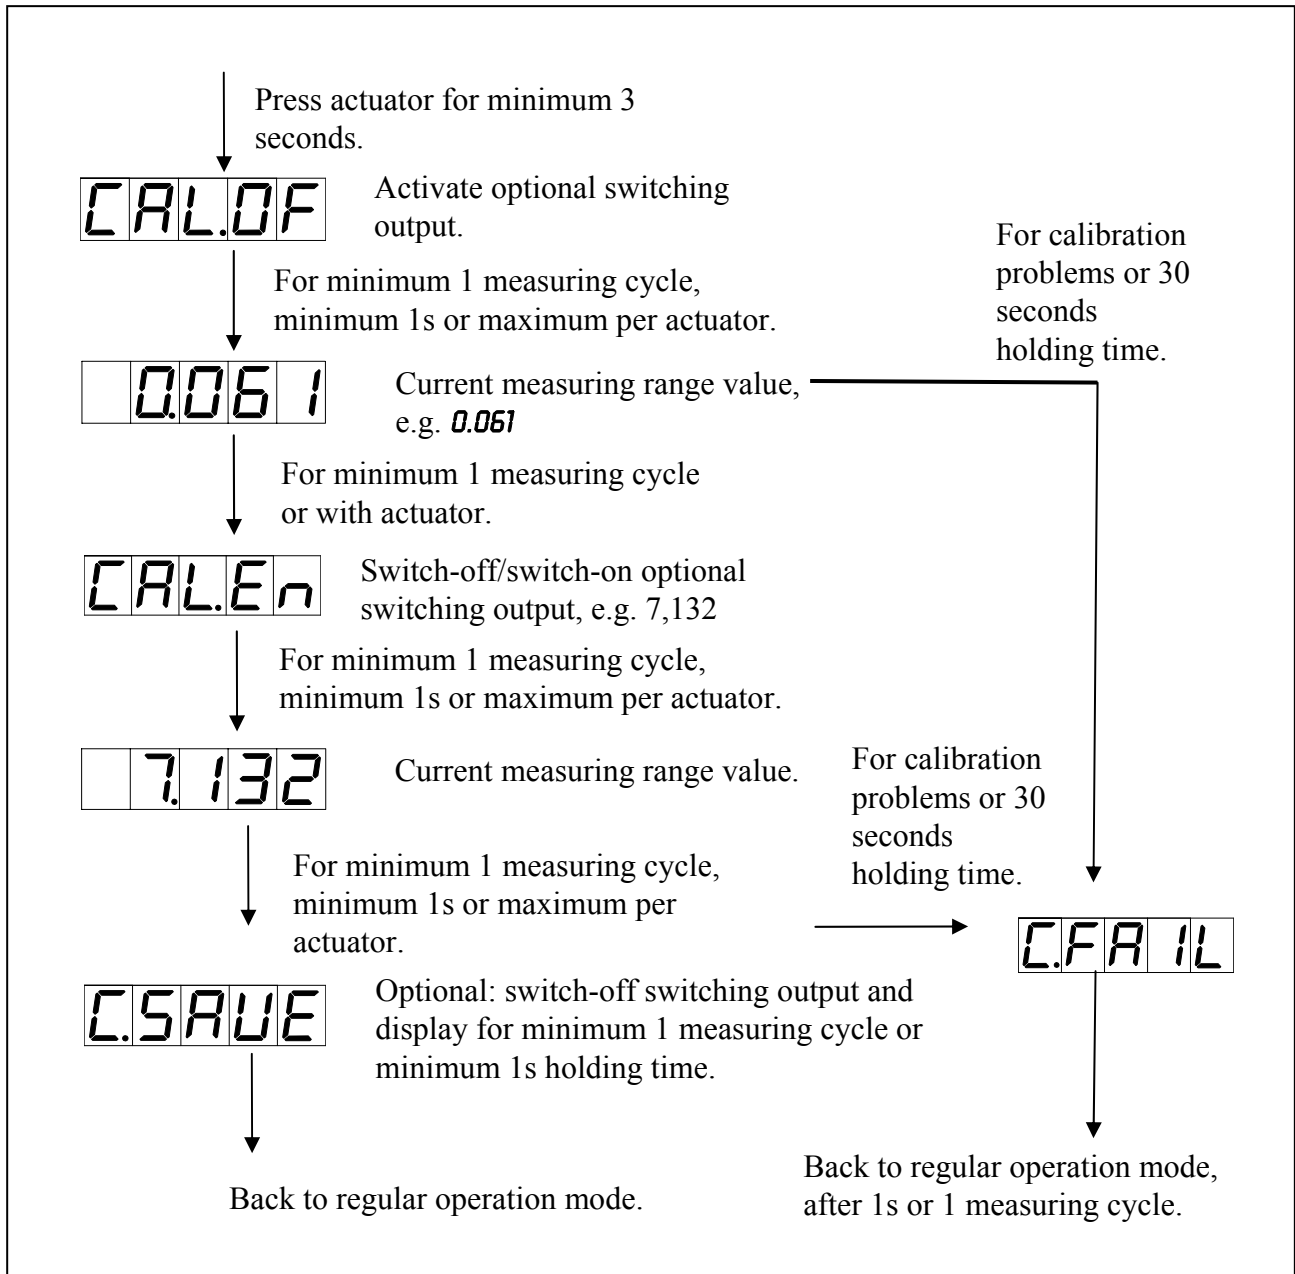 Press actuator for minimum 3
seconds.
CAL.OF
Activate optional switching
output.
For minimum 1 measuring cycle,
minimum 1s or maximum per actuator.
For calibration
problems or 30
seconds
holding time.
0.061
Current measuring range value,
e.g. 0.061
For minimum 1 measuring cycle
or with actuator.
CAL.En
Switch-off/switch-on optional
switching output, e.g. 7,132
For minimum 1 measuring cycle,
minimum 1s or maximum per actuator.
7.132
Current measuring range value.
For calibration
problems or 30
seconds
holding time.
For minimum 1 measuring cycle,
minimum 1s or maximum per
actuator.
C.FAIL
C.SAVE
Optional: switch-off switching output and
display for minimum 1 measuring cycle or
minimum 1s holding time.
Back to regular operation mode.
Back to regular operation mode,
after 1s or 1 measuring cycle.